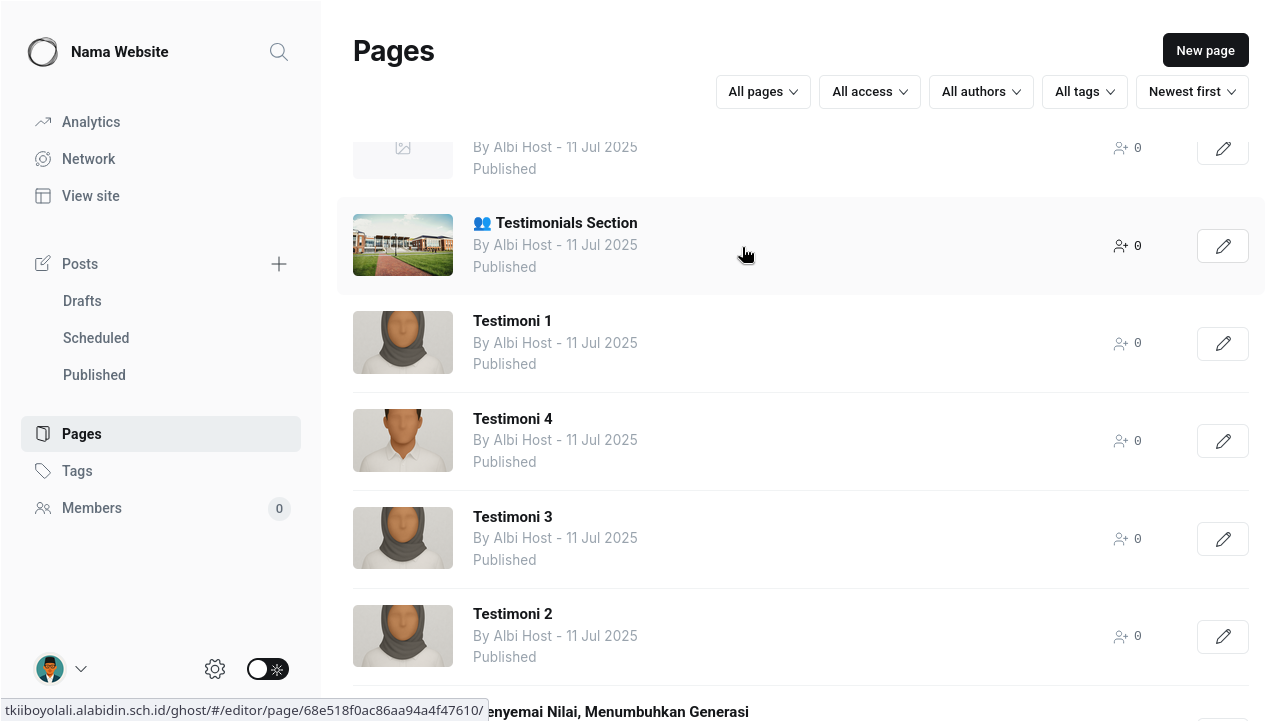 Nama Website
Analytics
Network
View site
Posts
Drafts
Scheduled
Published
Pages
Tags
Members
0
Pages
New page
All pages
All access
All authors
All tags
Newest first
By Albi Host - 11 Jul 2025
0
Published
👥 Testimonials Section
By Albi Host - 11 Jul 2025
0
Published
Testimoni 1
By Albi Host - 11 Jul 2025
0
Published
Testimoni 4
By Albi Host - 11 Jul 2025
0
Published
Testimoni 3
By Albi Host - 11 Jul 2025
0
Published
Testimoni 2
By Albi Host - 11 Jul 2025
0
Published
Nilai, Menumbuhkan Generasi
tkiiboyolali.alabidin.sch.id/ghost/#/editor/page/68e518f0ac86aa94a4f47610/